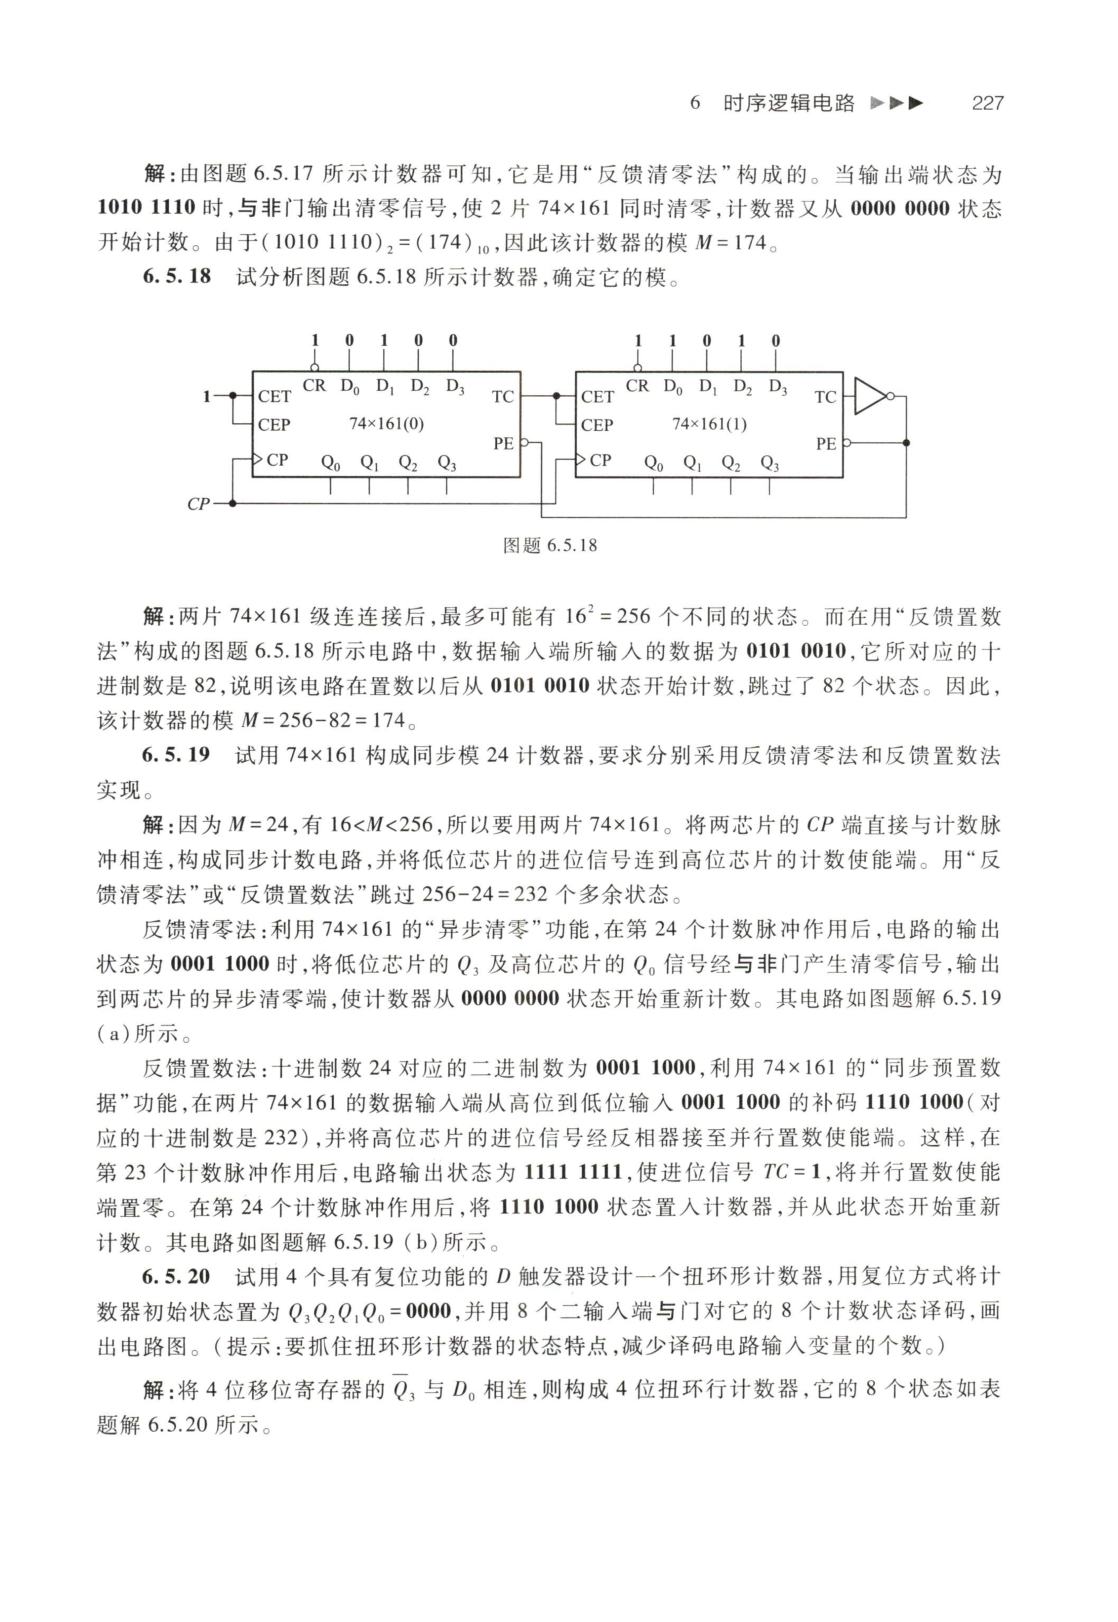 6 时序逻辑电路 ▶▶▶ 227
解:由图题 6.5.17 所示计数器可知,它是用“反馈清零法”构成的。当输出端状态为
1010 1110 时,与非门输出清零信号,使 2 片 74×161 同时清零,计数器又从 0000 0000 状态
开始计数。由于(1010 1110)₂=(174)₁₀,因此该计数器的模 M=174。
6.5.18 试分析图题 6.5.18 所示计数器,确定它的模。
1 0 1 0 0 1 1 0 1 0
CR D₀ D₁ D₂ D₃ CR D₀ D₁ D₂ D₃
1 CET TC CET TC
CEP 74×161(0) CEP 74×161(1)
PE PE
CP Q₀ Q₁ Q₂ Q₃ CP Q₀ Q₁ Q₂ Q₃
CP
图题 6.5.18
解:两片 74×161 级连连接后,最多可能有 16²=256 个不同的状态。而在用“反馈置数
法”构成的图题 6.5.18 所示电路中,数据输入端所输入的数据为 0101 0010,它所对应的十
进制数是 82,说明该电路在置数以后从 0101 0010 状态开始计数,跳过了 82 个状态。因此,
该计数器的模 M=256-82=174。
6.5.19 试用 74×161 构成同步模 24 计数器,要求分别采用反馈清零法和反馈置数法
实现。
解:因为 M=24,有 16<M<256,所以要用两片 74×161。将两芯片的 CP 端直接与计数脉
冲相连,构成同步计数电路,并将低位芯片的进位信号连到高位芯片的计数使能端。用“反
馈清零法”或“反馈置数法”跳过 256-24=232 个多余状态。
反馈清零法:利用 74×161 的“异步清零”功能,在第 24 个计数脉冲作用后,电路的输出
状态为 0001 1000 时,将低位芯片的 Q₃ 及高位芯片的 Q₀ 信号经与非门产生清零信号,输出
到两芯片的异步清零端,使计数器从 0000 0000 状态开始重新计数。其电路如图题解 6.5.19
(a)所示。
反馈置数法:十进制数 24 对应的二进制数为 0001 1000,利用 74×161 的“同步预置数
据”功能,在两片 74×161 的数据输入端从高位到低位输入 0001 1000 的补码 1110 1000(对
应的十进制数是 232),并将高位芯片的进位信号经反相器接至并行置数使能端。这样,在
第 23 个计数脉冲作用后,电路输出状态为 1111 1111,使进位信号 TC=1,将并行置数使能
端置零。在第 24 个计数脉冲作用后,将 1110 1000 状态置入计数器,并从此状态开始重新
计数。其电路如图题解 6.5.19 (b)所示。
6.5.20 试用 4 个具有复位功能的 D 触发器设计一个扭环形计数器,用复位方式将计
数器初始状态置为 Q₃Q₂Q₁Q₀=0000,并用 8 个二输入端与门对它的 8 个计数状态译码,画
出电路图。(提示:要抓住扭环形计数器的状态特点,减少译码电路输入变量的个数。)
解:将 4 位移位寄存器的 Q̅₃ 与 D₀ 相连,则构成 4 位扭环行计数器,它的 8 个状态如表
题解 6.5.20 所示。